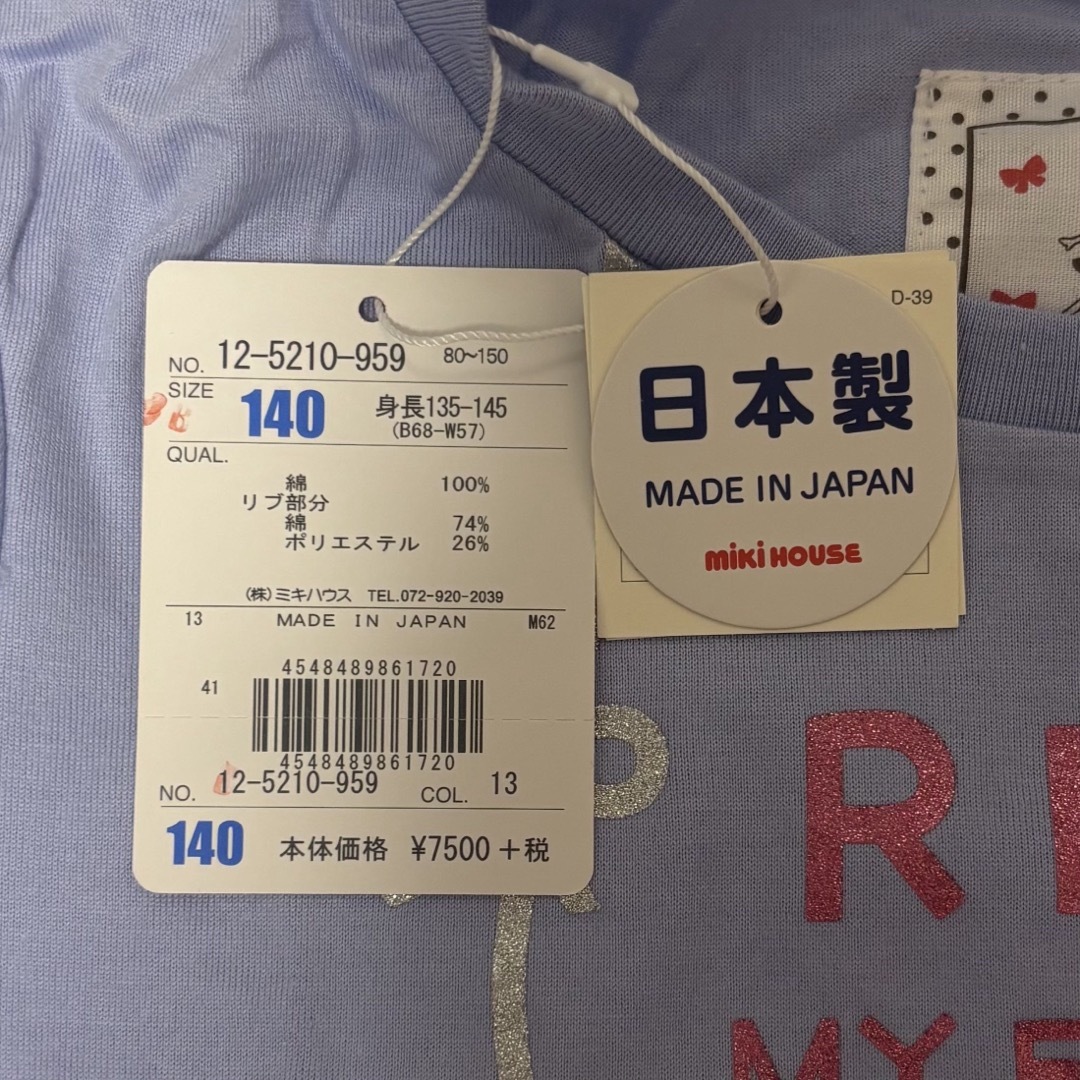 NO. 12-5210-959 80~150
SIZE 140 身長135-145
(B68-W57)
QUAL.
綿 100%
リブ部分
綿 74%
ポリエステル 26%
(株)ミキハウス TEL.072-920-2039
13 MADE IN JAPAN M62
4548489861720
41
4548489861720
NO. 12-5210-959 COL. 13
140 本体価格 ¥7500+税
D-39
日本製
MADE IN JAPAN
miki HOUSE
P R
MY